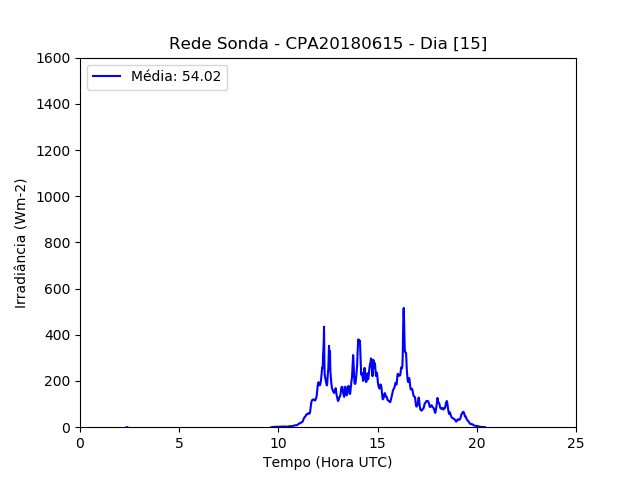 Rede Sonda - CPA20180615 - Dia [15]
Média: 54.02
1600
1400
1200
1000
800
600
400
200
0
Irradiância (Wm-2)
0 5 10 15 20 25
Tempo (Hora UTC)